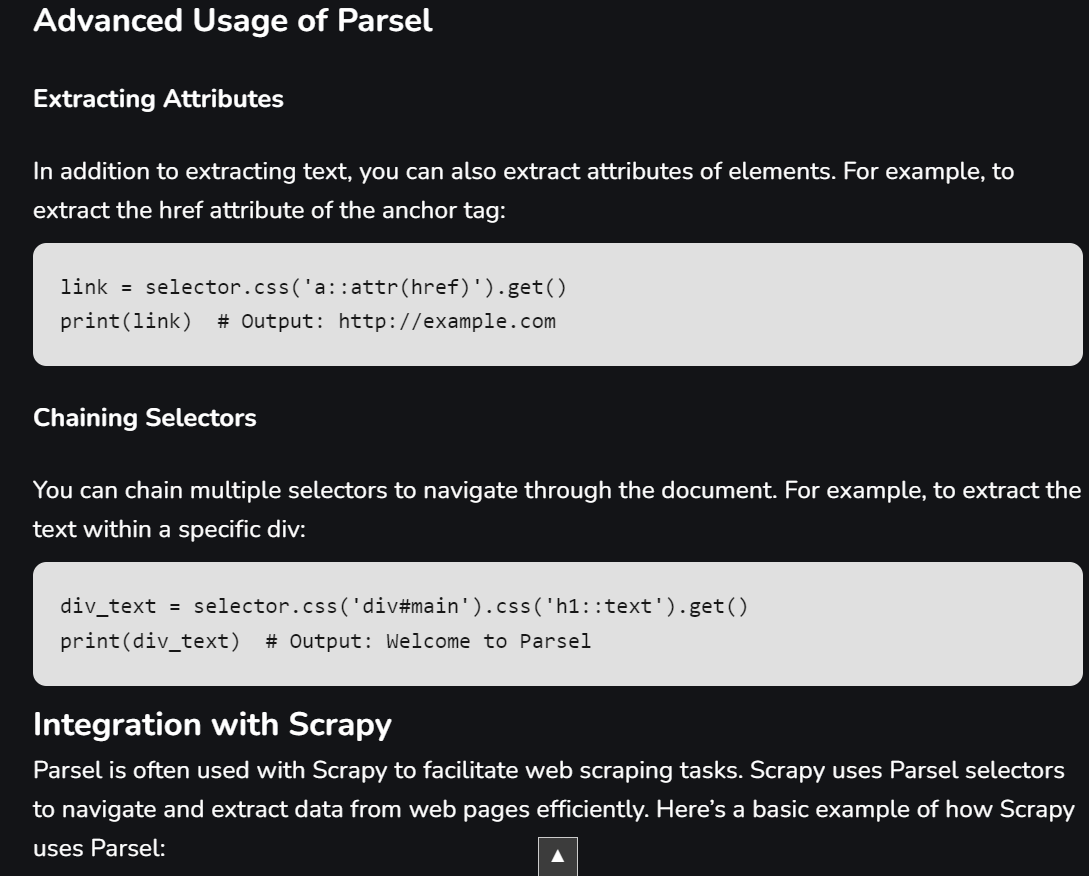 Advanced Usage of Parsel
Extracting Attributes
In addition to extracting text, you can also extract attributes of elements. For example, to
extract the href attribute of the anchor tag:
link = selector.css('a::attr(href)').get()
print(link)  # Output: http://example.com
Chaining Selectors
You can chain multiple selectors to navigate through the document. For example, to extract the
text within a specific div:
div_text = selector.css('div#main').css('h1::text').get()
print(div_text)  # Output: Welcome to Parsel
Integration with Scrapy
Parsel is often used with Scrapy to facilitate web scraping tasks. Scrapy uses Parsel selectors
to navigate and extract data from web pages efficiently. Here’s a basic example of how Scrapy
uses Parsel: